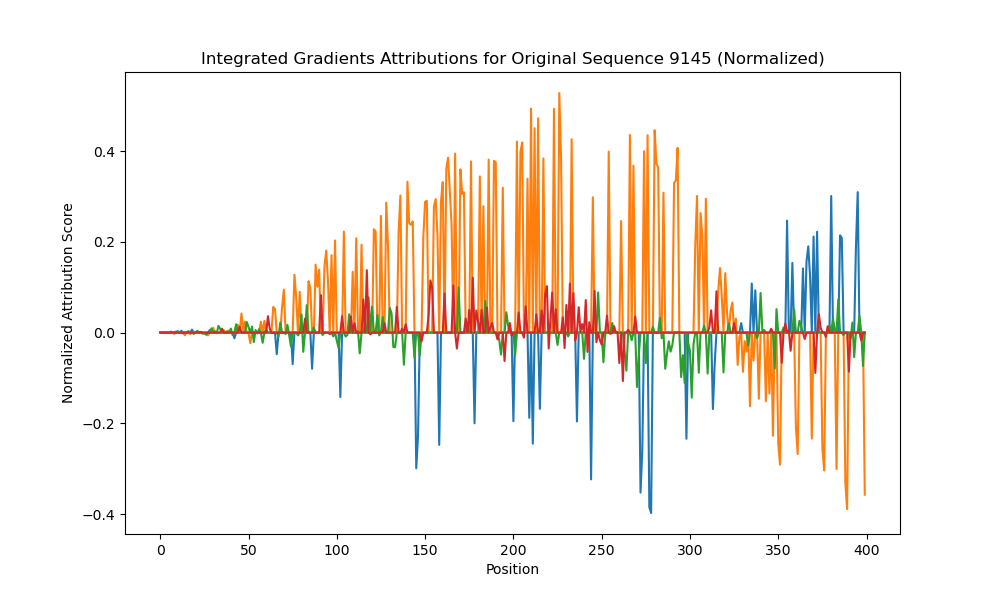 Integrated Gradients Attributions for Original Sequence 9145 (Normalized)
Normalized Attribution Score
0.4
0.2
0.0
−0.2
−0.4
0 50 100 150 200 250 300 350 400
Position